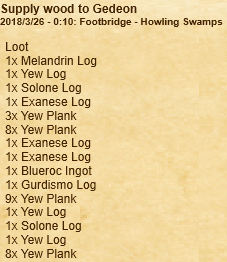 Supply wood to Gedeon
2018/3/26 - 0:10: Footbridge - Howling Swamps
Loot
1x Melandrin Log
1x Yew Log
1x Solone Log
1x Exanese Log
3x Yew Plank
8x Yew Plank
1x Exanese Log
1x Exanese Log
1x Blueroc Ingot
1x Gurdismo Log
9x Yew Plank
1x Yew Log
1x Solone Log
1x Yew Log
8x Yew Plank